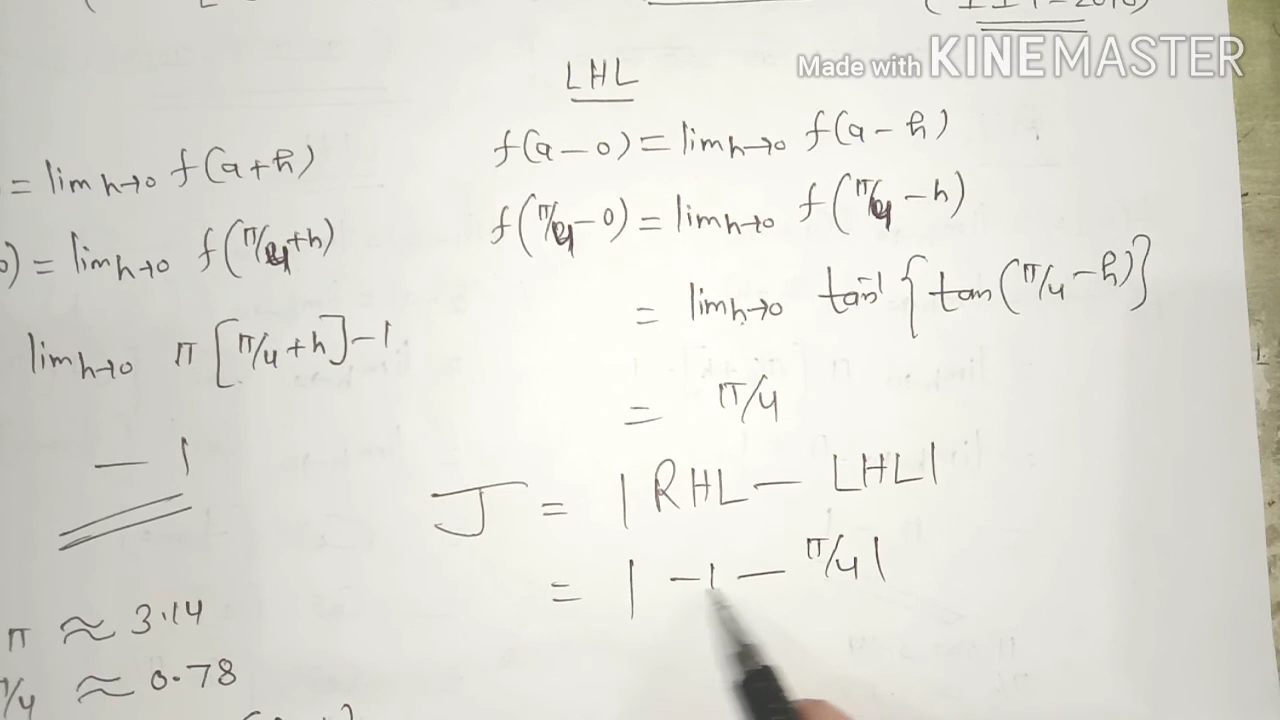 Made with KINEMASTER
= lim h→0 f(a+h)
0) = lim h→0 f(π/4+h)
lim h→0 π[π/4+h]-1
-1
π ≈ 3.14
π/4 ≈ 0.78
LHL
f(a-0) = lim h→0 f(a-h)
f(π/4-0) = lim h→0 f(π/4-h)
= lim h→0 tan⁻¹{tan(π/4-h)}
= π/4
J = |RHL - LHL|
= |-1 - π/4|